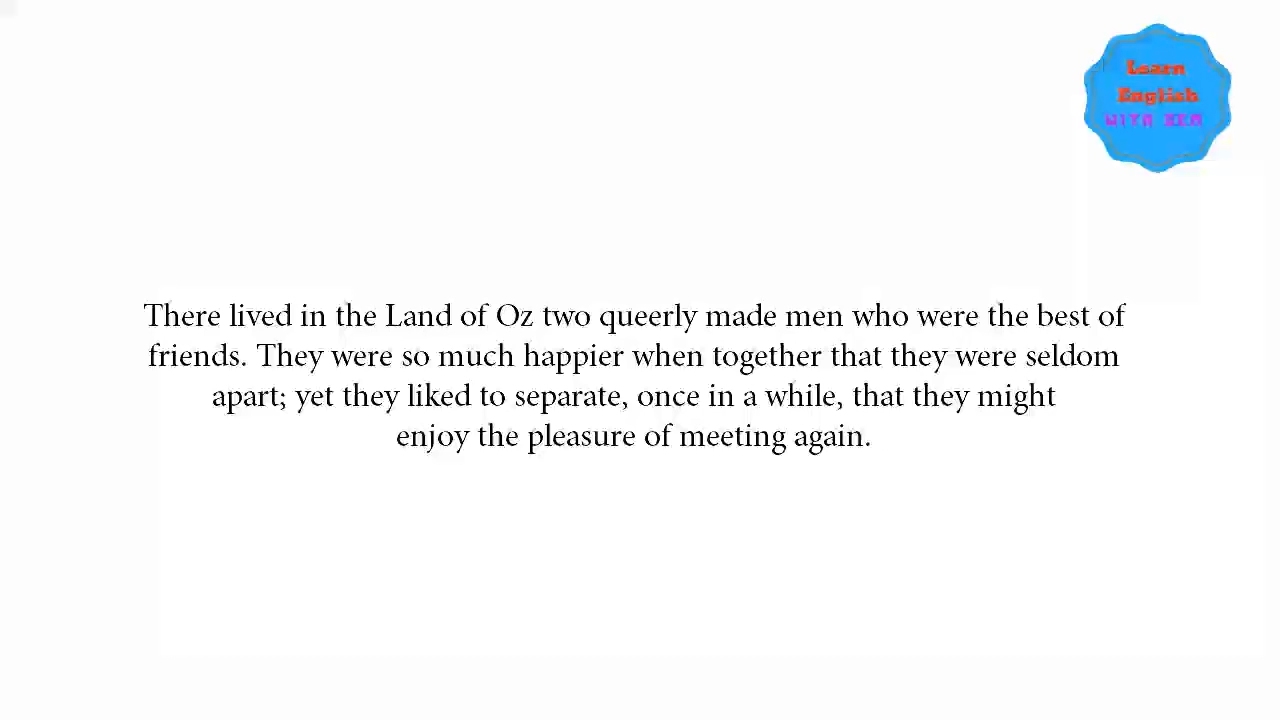 Learn
English
There lived in the Land of Oz two queerly made men who were the best of
friends. They were so much happier when together that they were seldom
apart; yet they liked to separate, once in a while, that they might
enjoy the pleasure of meeting again.